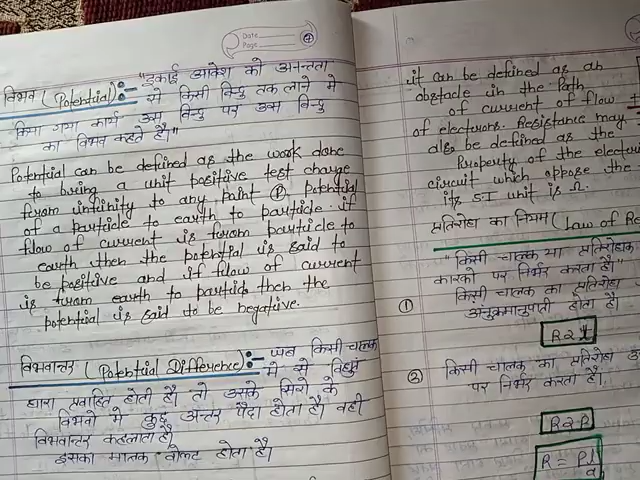 Date
Page 4
विभव (Potential) :- "इकाई आवेश को अनन्तता
से किसी बिन्दु तक लाने मे
किया गया कार्य उस बिन्दु पर उस बिन्दु
का विभव कहते है।"
Potential can be defined as the work done
to bring a unit positive test charge
from infinity to any point (P) potential
of a particle to earth to particle. if
flow of current is from particle to
earth then the potential is said to
be positive and if flow of current
is from earth to particle then the
potential is said to be negative.
विभवान्तर (Potential Difference) :- जब किसी चालक
मे से विद्युत
धारा प्रवाहित होती है। तो उसके सिरो के
विभवो मे कुछ अन्तर पैदा होता है। वही
विभवान्तर कहलाता है।
इसका मात्रक वोल्ट होता है।
it can be defined as an
obstacle in the Path
of current of flow
of electrons. Resistance may
also be defined as the
Property of the electric
circuit which oppose the
its S.I unit is Ω.
प्रतिरोध का नियम (Law of Re
"किसी चालक या प्रतिरोधक
कारको पर निर्भर करता है"
① किसी चालक का प्रतिरोध
अनुक्रमानुपाती होता है।
R α l
② किसी चालक का प्रतिरोध
पर निर्भर करता है।
R α ρ
R = ρl/a